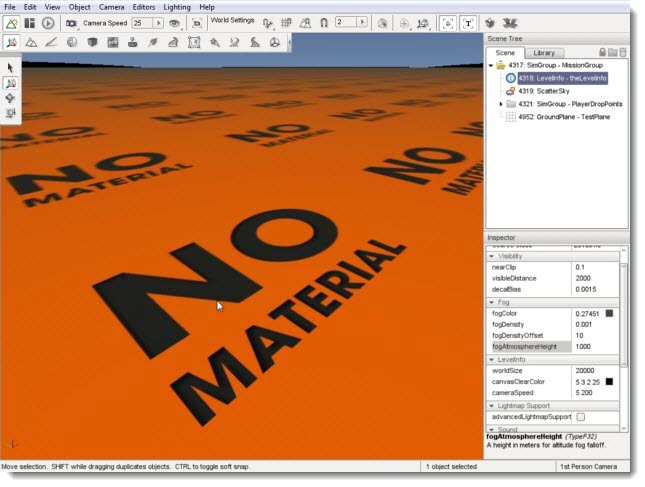 File Edit View Object Camera Editors Lighting Help
Camera Speed 25 World Settings 2
Scene Tree
Scene Library
4317: SimGroup - MissionGroup
4318: LevelInfo - theLevelInfo
4319: ScatterSky
4321: SimGroup - PlayerDropPoints
4952: GroundPlane - TestPlane
NO
MATERIAL
NO
MATERIAL
NO
MATERIAL
NO
MATERIAL
Inspector
Visibility
nearClip 0.1
visibleDistance 2000
decalBias 0.0015
Fog
fogColor 0.27451
fogDensity 0.001
fogDensityOffset 10
fogAtmosphereHeight 1000
LevelInfo
worldSize 20000
canvasClearColor 5 3 2 25
cameraSpeed 5 200
Lightmap Support
advancedLightmapSupport
Sound
fogAtmosphereHeight (TypeF32)
A height in meters for altitude fog falloff.
Move selection. SHIFT while dragging duplicates objects. CTRL to toggle soft snap. 1 object selected 1st Person Camera